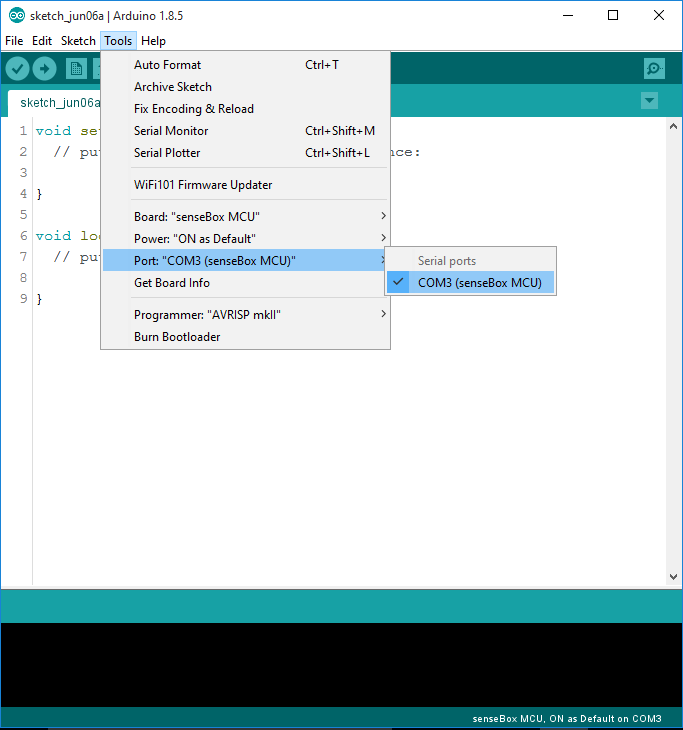 sketch_jun06a | Arduino 1.8.5
File Edit Sketch Tools Help
Auto Format Ctrl+T
Archive Sketch
Fix Encoding & Reload
Serial Monitor Ctrl+Shift+M
Serial Plotter Ctrl+Shift+L
WiFi101 Firmware Updater
Board: "senseBox MCU"
Power: "ON as Default"
Port: "COM3 (senseBox MCU)"
Get Board Info
Programmer: "AVRISP mkII"
Burn Bootloader
Serial ports
COM3 (senseBox MCU)
sketch_jun06a
1 void se
2 // pu nce:
3
4 }
5
6 void loo
7 // pu
8
9 }
senseBox MCU, ON as Default on COM3